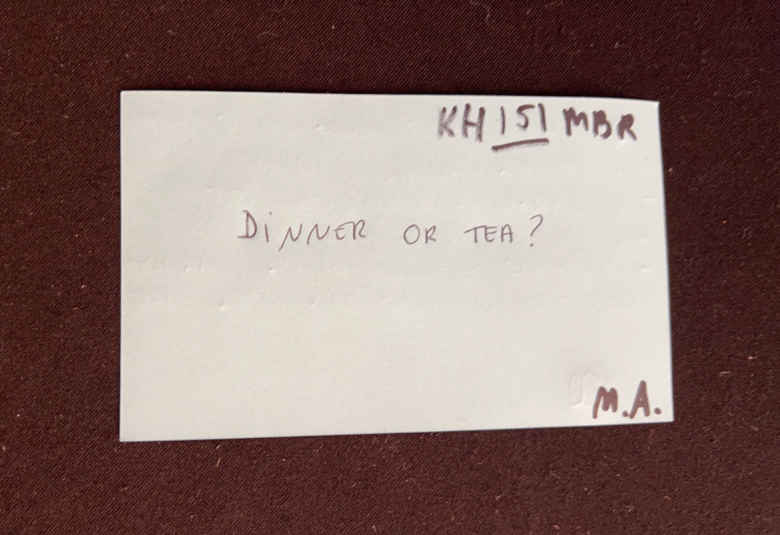 KH 151 MBR
DiNNER OR TEA?
M.A.